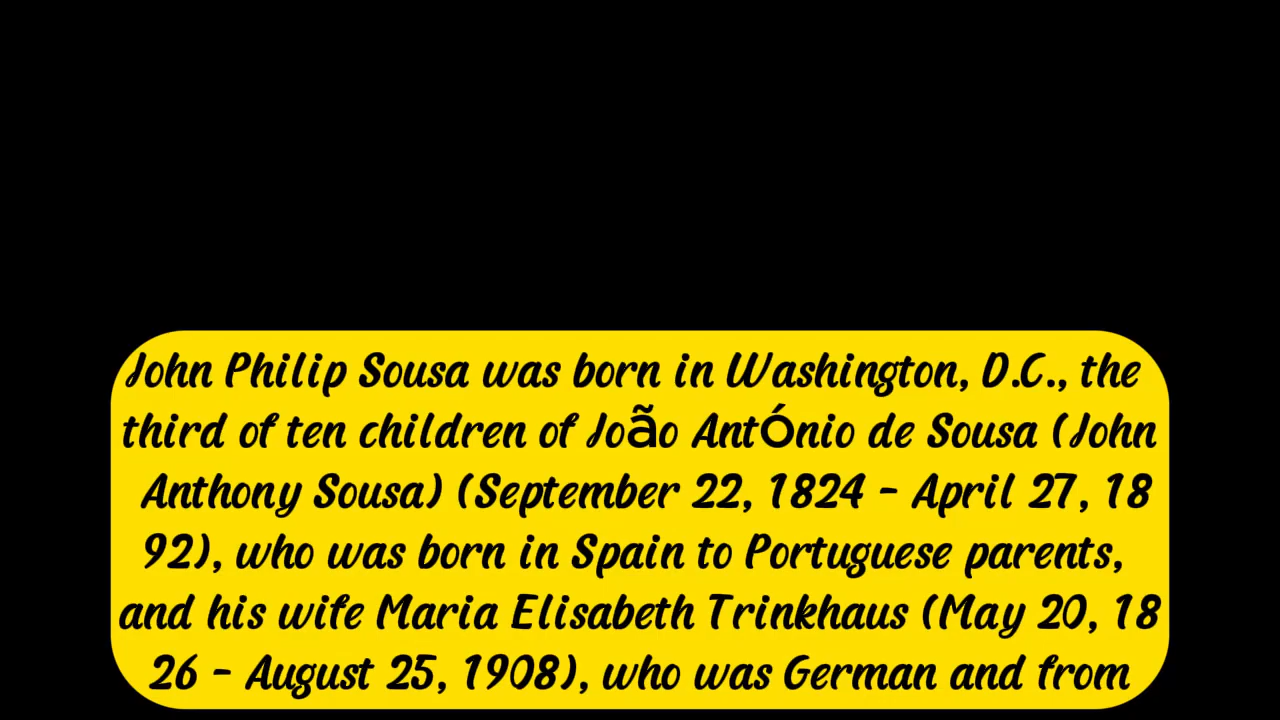 John Philip Sousa was born in Washington, D.C., the
third of ten children of João AntÓnio de Sousa (John
Anthony Sousa) (September 22, 1824 - April 27, 18
92), who was born in Spain to Portuguese parents,
and his wife Maria Elisabeth Trinkhaus (May 20, 18
26 - August 25, 1908), who was German and from